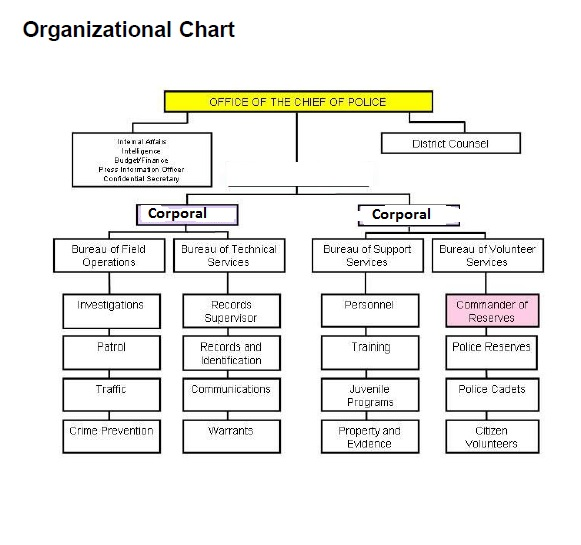 Organizational Chart
OFFICE OF THE CHIEF OF POLICE
Internal Affairs
Intelligence
Budget/Finance
Press Information Officer
Confidential Secretary
District Counsel
Corporal
Corporal
Bureau of Field
Operations
Bureau of Technical
Services
Bureau of Support
Services
Bureau of Volunteer
Services
Investigations
Records
Supervisor
Personnel
Commander of
Reserves
Patrol
Records and
Identification
Training
Police Reserves
Traffic
Communications
Juvenile
Programs
Police Cadets
Crime Prevention
Warrants
Property and
Evidence
Citizen
Volunteers